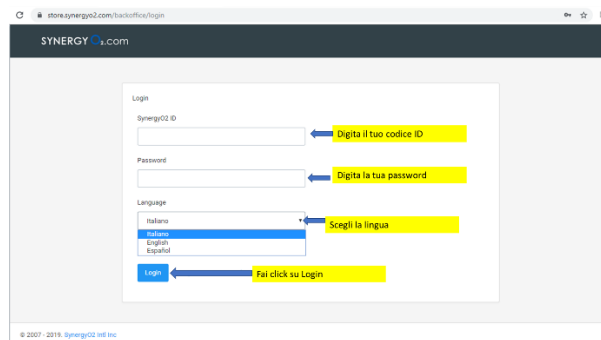 store.synergyo2.com/backoffice/login
SYNERGY O2.com
Login
SynergyO2 ID
Digita il tuo codice ID
Password
Digita la tua password
Language
Italiano
Scegli la lingua
Italiano
English
Español
Login
Fai click su Login
© 2007 - 2019. SynergyO2 Intl Inc